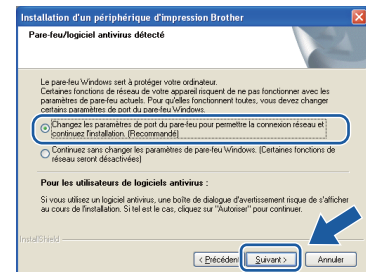 Installation d'un périphérique d'impression Brother
Pare-feu/logiciel antivirus détecté
Le pare-feu Windows sert à protéger votre ordinateur.
Certaines fonctions de réseau de votre appareil risquent de ne pas fonctionner avec les
paramètres de pare-feu actuels. Pour qu'elles fonctionnent toutes, vous devez changer
certains paramètres de port du pare-feu Windows.
Changez les paramètres de port du pare-feu pour permettre la connexion réseau et
continuez l'installation. (Recommandé)
Continuez sans changer les paramètres de pare-feu Windows. (Certaines fonctions de
réseau seront désactivées)
Pour les utilisateurs de logiciels antivirus :
Si vous utilisez un logiciel antivirus, une boîte de dialogue d'avertissement risque de s'afficher
au cours de l'installation. Si tel est le cas, cliquez sur "Autoriser" pour continuer.
InstallShield
< Précédent Suivant > Annuler